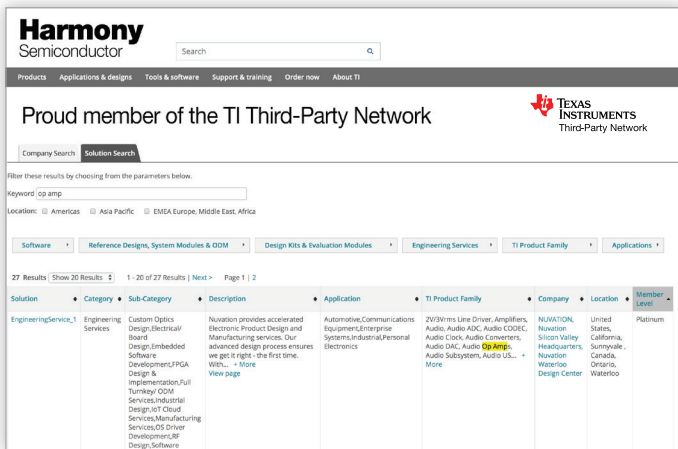 Harmony
Semiconductor
Search
Products Applications & designs Tools & software Support & training Order now About TI
Proud member of the TI Third-Party Network
TEXAS
INSTRUMENTS
Third-Party Network
Company Search Solution Search
Filter these results by choosing from the parameters below.
Keyword op amp
Location: Americas Asia Pacific EMEA Europe, Middle East, Africa
Software Reference Designs, System Modules & ODM Design Kits & Evaluation Modules Engineering Services TI Product Family Applications
27 Results Show 20 Results 1 - 20 of 27 Results | Next > Page 1 | 2
Solution Category Sub-Category Description Application TI Product Family Company Location Member
Level
EngineeringService_1
Engineering
Services
Custom Optics
Design,Electrical/
Board
Design,Embedded
Software
Development,FPGA
Design &
Implementation,Full
Turnkey/ ODM
Services,Industrial
Design,IoT Cloud
Services,Manufacturing
Services,OS Driver
Development,RF
Design,Software
Nuvation provides accelerated
Electronic Product Design and
Manufacturing services. Our
advanced design process ensures
we get it right - the first time.
With... + More
View page
Automotive,Communications
Equipment,Enterprise
Systems,Industrial,Personal
Electronics
2V/3Vrms Line Driver, Amplifiers,
Audio, Audio ADC, Audio CODEC,
Audio Clock, Audio Converters,
Audio DAC, Audio Op Amps,
Audio Subsystem, Audio US... +
More
NUVATION,
Nuvation
Silicon Valley
Headquarters,
Nuvation
Waterloo
Design Center
United
States,
California,
Sunnyvale ,
Canada,
Ontario,
Waterloo
Platinum